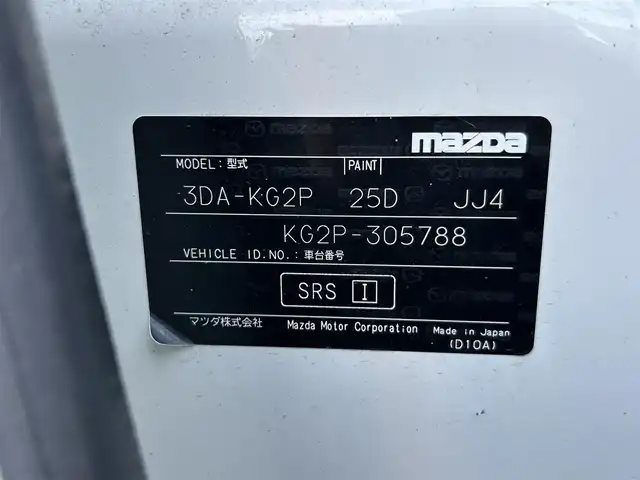 mazda
MODEL:型式 PAINT
3DA-KG2P 25D JJ4
KG2P-305788
VEHICLE ID.NO.:車台番号
SRS I
マツダ株式会社 Mazda Motor Corporation Made in Japan
(D10A)